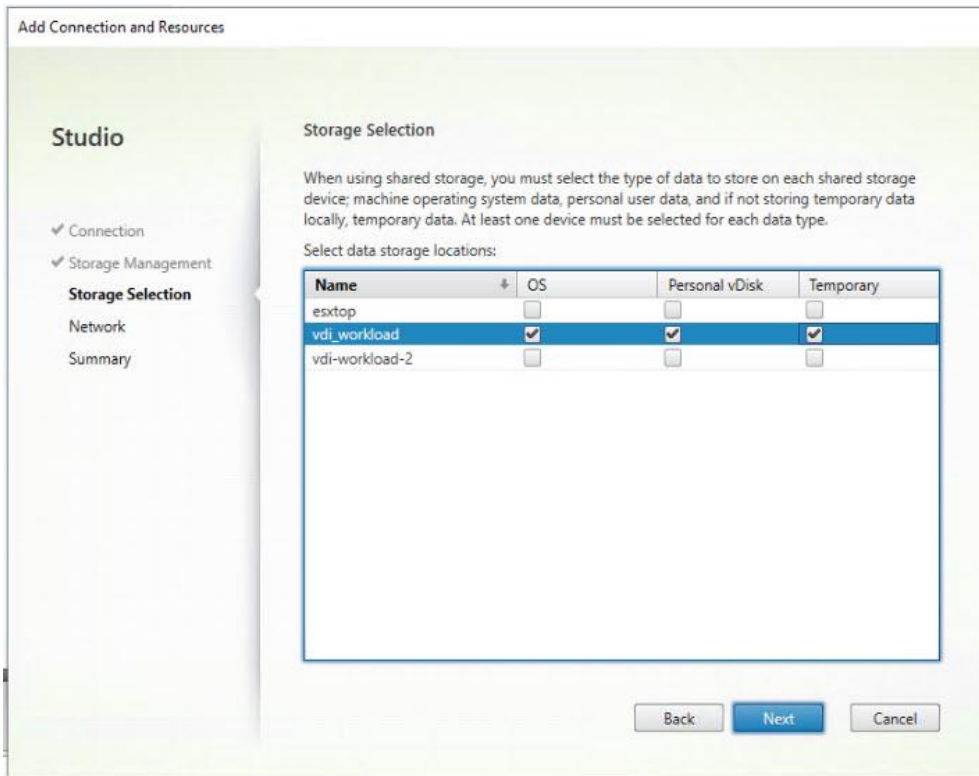 Add Connection and Resources
Studio
✔ Connection
✔ Storage Management
Storage Selection
Network
Summary
Storage Selection
When using shared storage, you must select the type of data to store on each shared storage
device; machine operating system data, personal user data, and if not storing temporary data
locally, temporary data. At least one device must be selected for each data type.
Select data storage locations:
Name OS Personal vDisk Temporary
esxtop
vdi_workload
vdi-workload-2
Back Next Cancel